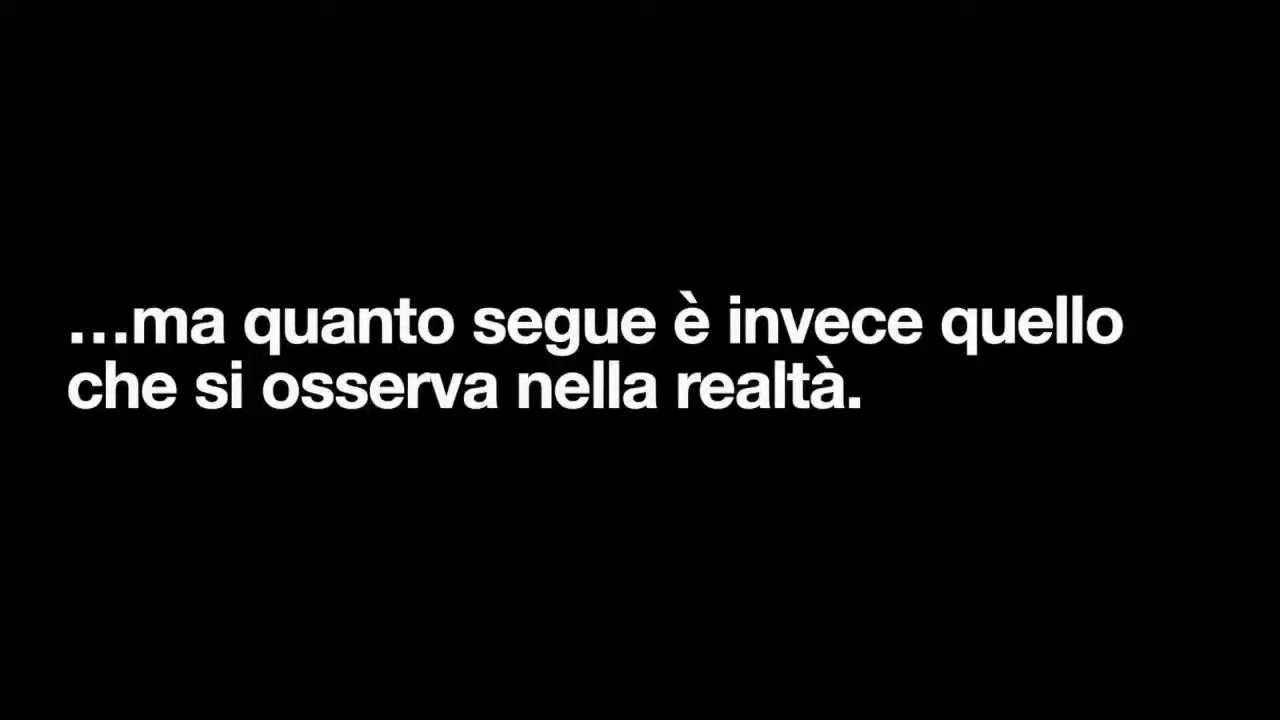 …ma quanto segue è invece quello
che si osserva nella realtà.